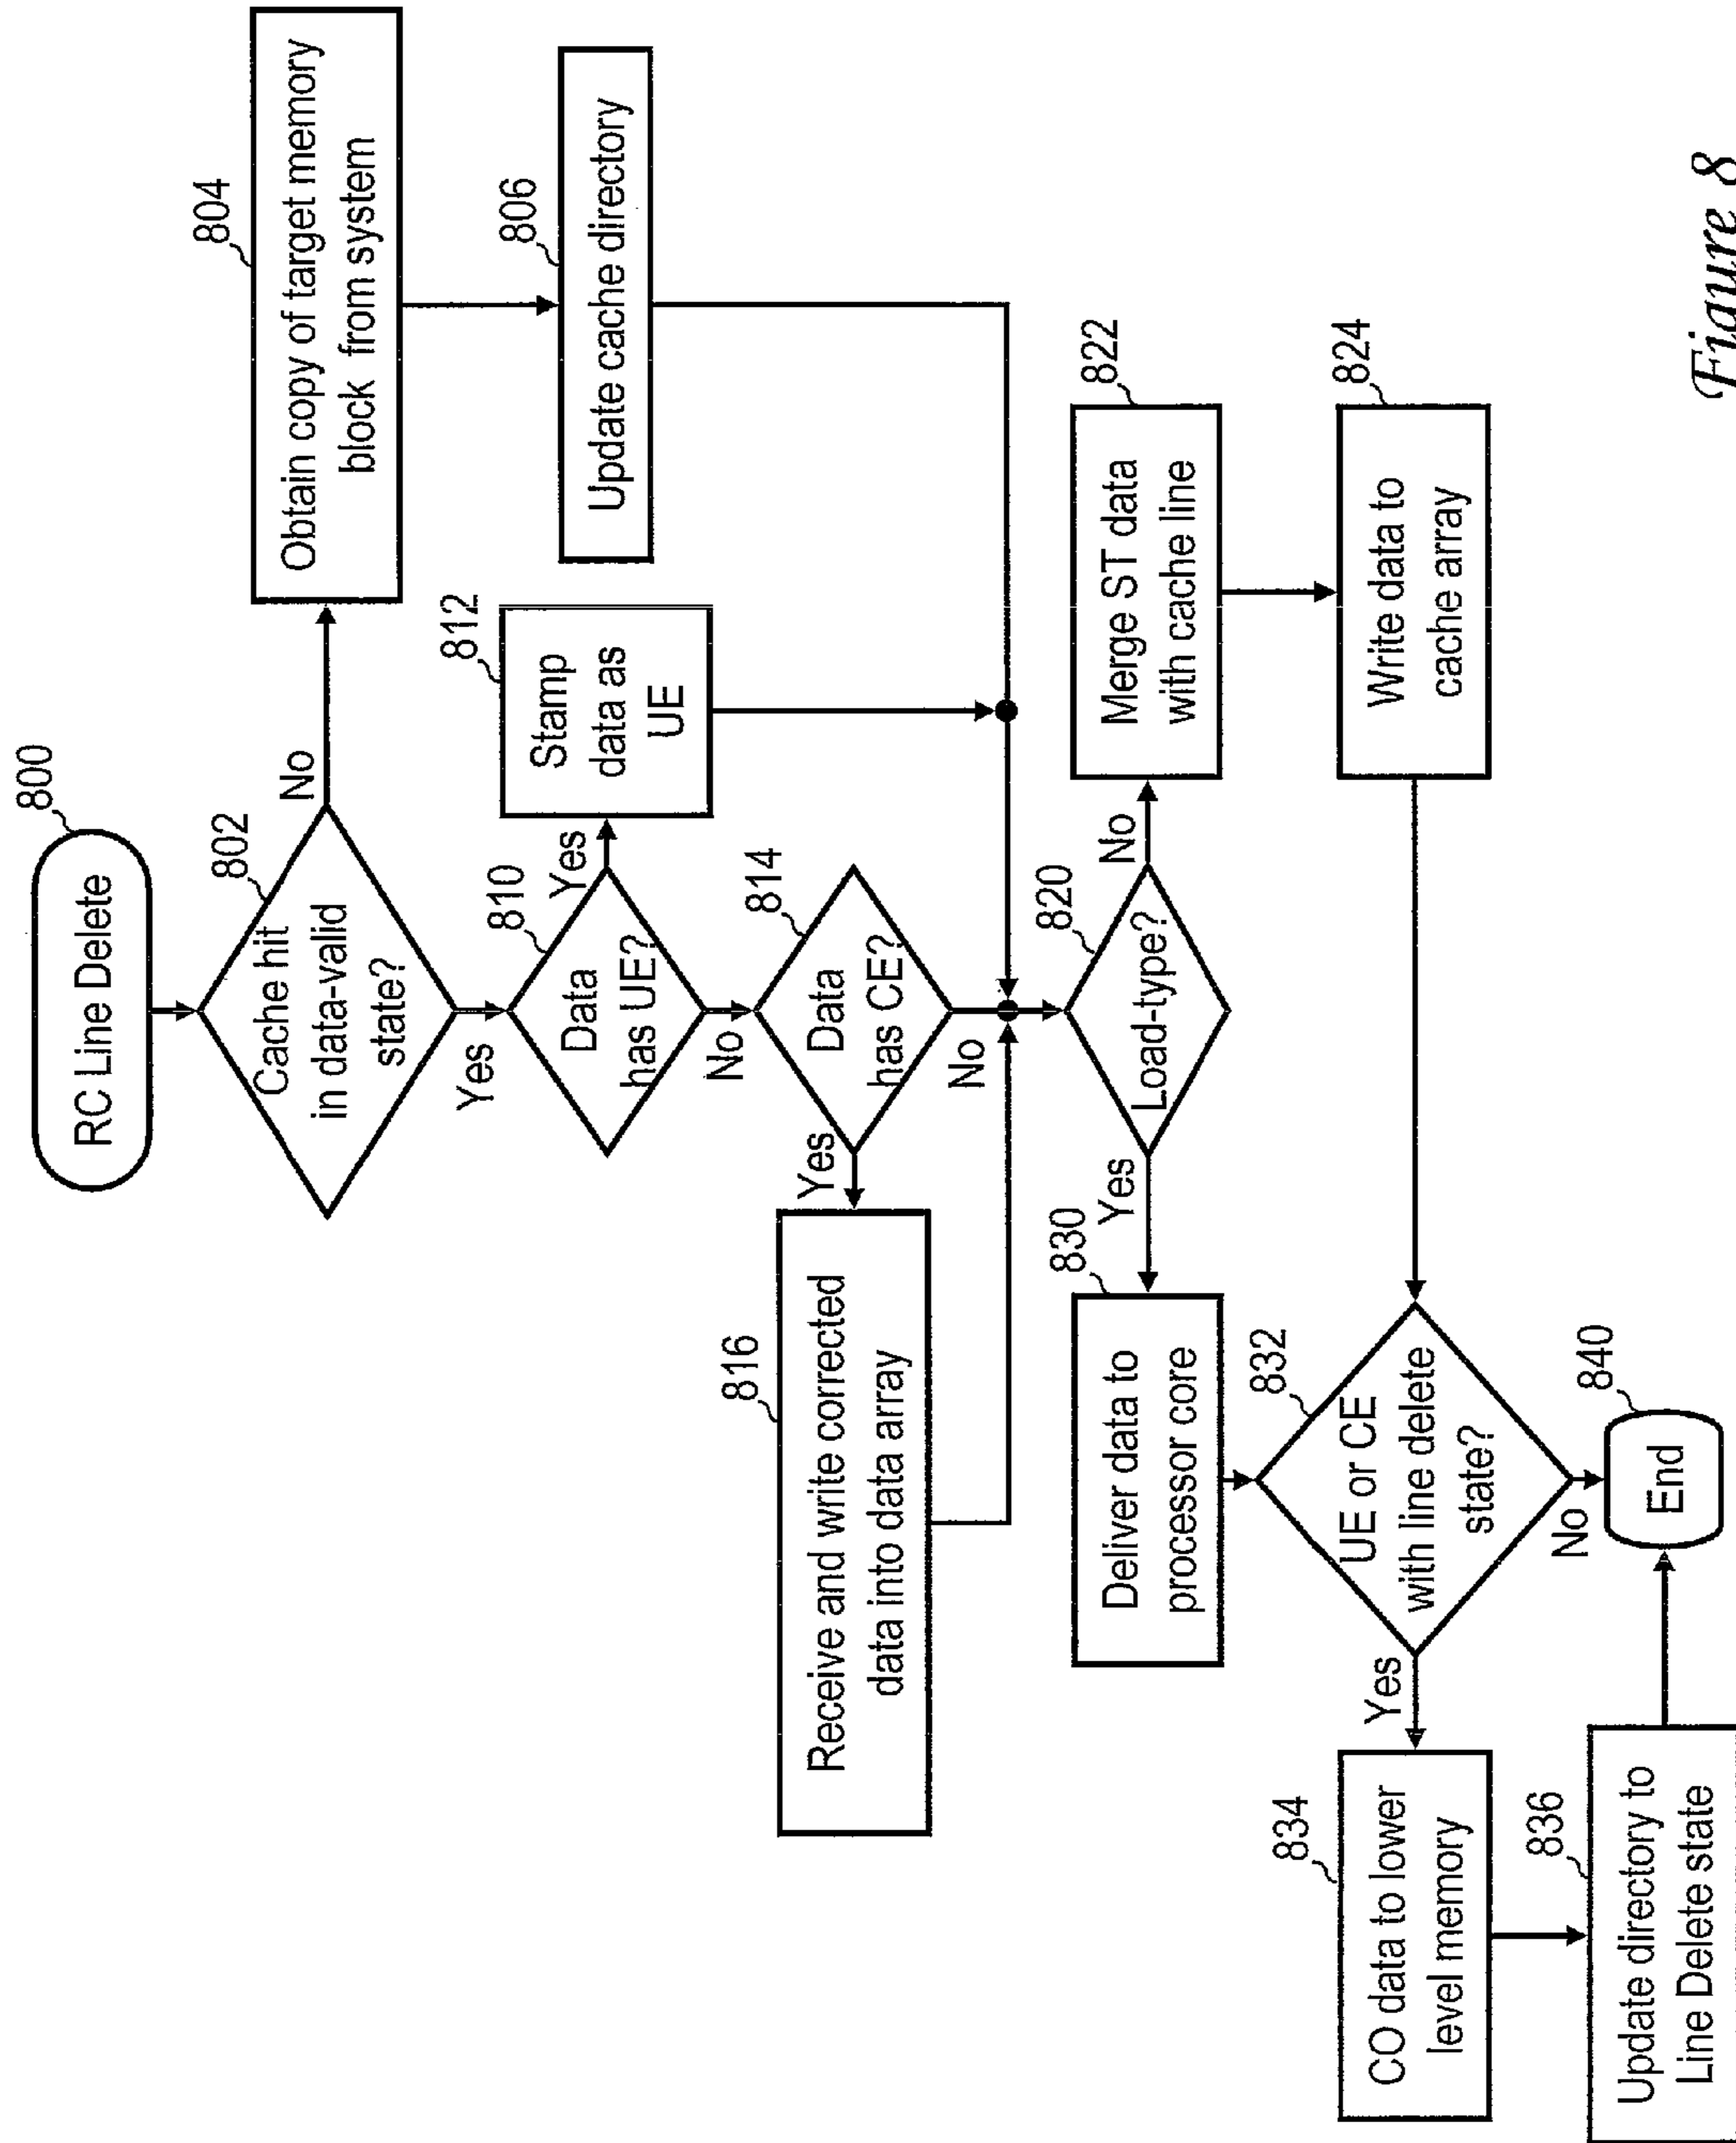 800
RC Line Delete
802
Cache hit
in data-valid
state?
No
Yes
804
Obtain copy of target memory
block from system
806
Update cache directory
810
Data
has UE?
Yes
No
812
Stamp
data as
UE
814
Data
has CE?
Yes
No
816
Receive and write corrected
data into data array
820
Load-type?
No
Yes
822
Merge ST data
with cache line
824
Write data to
cache array
830
Deliver data to
processor core
832
UE or CE
with line delete
state?
Yes
No
834
CO data to lower
level memory
836
Update directory to
Line Delete state
840
End
Figure 8